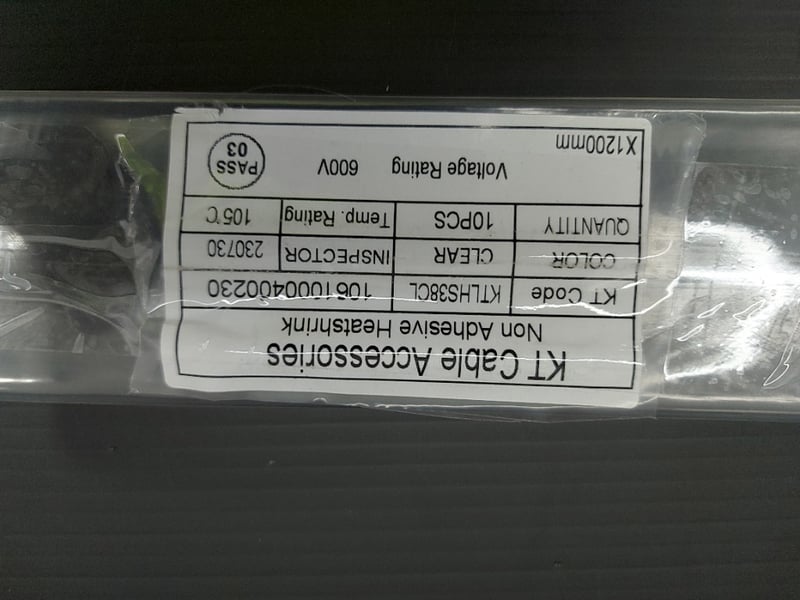 KT Cable Accessories
Non Adhesive Heatshrink
KT Code KTLHS38CL 1061000400230
COLOR CLEAR INSPECTOR 230730
QUANTITY 10PCS Temp. Rating 105℃
Voltage Rating 600V PASS 03
X1200mm